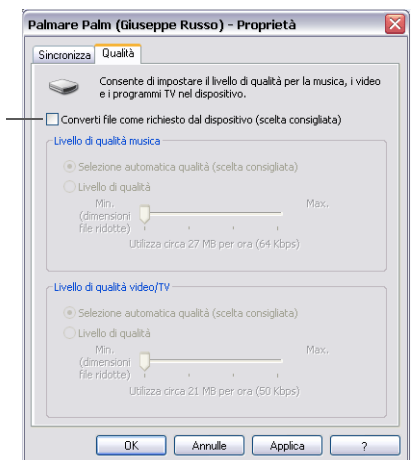 Palmare Palm (Giuseppe Russo) - Proprietà
Sincronizza Qualità
Consente di impostare il livello di qualità per la musica, i video
e i programmi TV nel dispositivo.
Converti file come richiesto dal dispositivo (scelta consigliata)
Livello di qualità musica
Selezione automatica qualità (scelta consigliata)
Livello di qualità
Min. Max.
(dimensioni
file ridotte)
Utilizza circa 27 MB per ora (64 Kbps)
Livello di qualità video/TV
Selezione automatica qualità (scelta consigliata)
Livello di qualità
Min. Max.
(dimensioni
file ridotte)
Utilizza circa 21 MB per ora (50 Kbps)
OK Annulle Applica ?